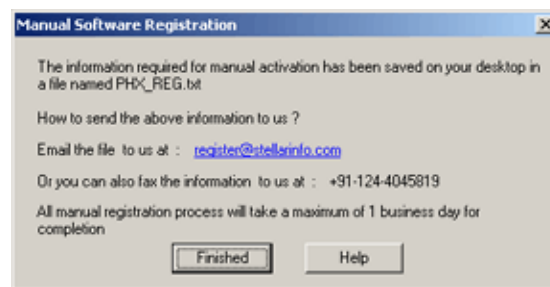 Manual Software Registration
The information required for manual activation has been saved on your desktop in
a file named PHX_REG.txt
How to send the above information to us ?
Email the file to us at : register@stellarinfo.com
Or you can also fax the information to us at : +91-124-4045819
All manual registration process will take a maximum of 1 business day for
completion
Finished Help